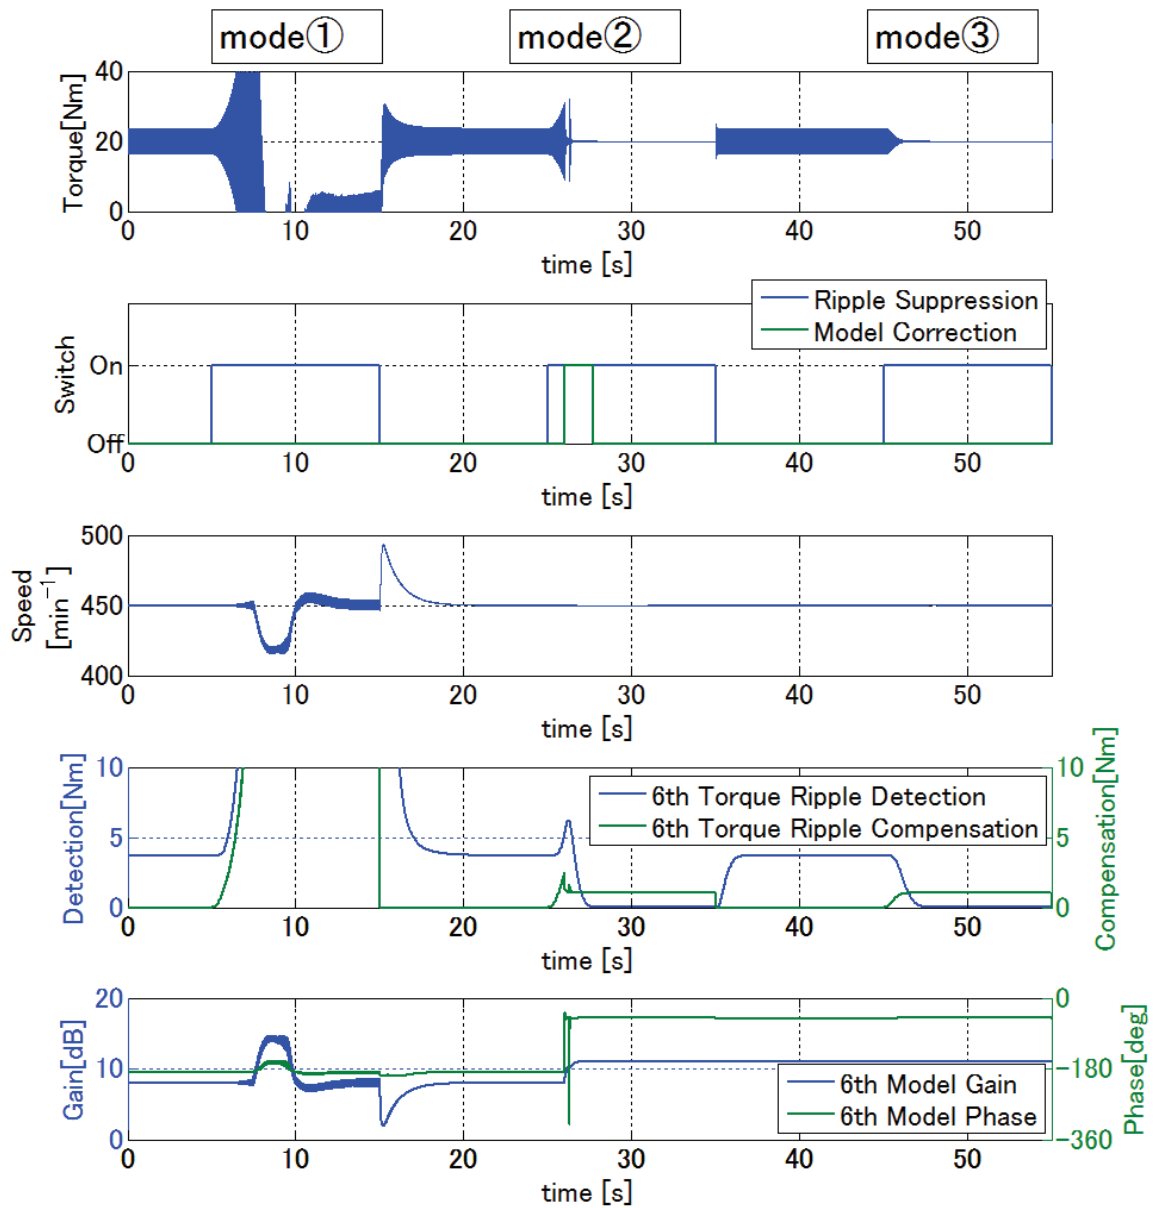 mode① mode② mode③
Torque[Nm]
40
20
0
0 10 20 30 40 50
time [s]
Ripple Suppression
Model Correction
Switch
On
Off
0 10 20 30 40 50
time [s]
Speed
[min⁻¹]
500
450
400
0 10 20 30 40 50
time [s]
Detection[Nm]
10
5
0
6th Torque Ripple Detection
6th Torque Ripple Compensation
10
5
0
Compensation[Nm]
0 10 20 30 40 50
time [s]
Gain[dB]
20
10
0
6th Model Gain
6th Model Phase
0
-180
-360
Phase[deg]
0 10 20 30 40 50
time [s]